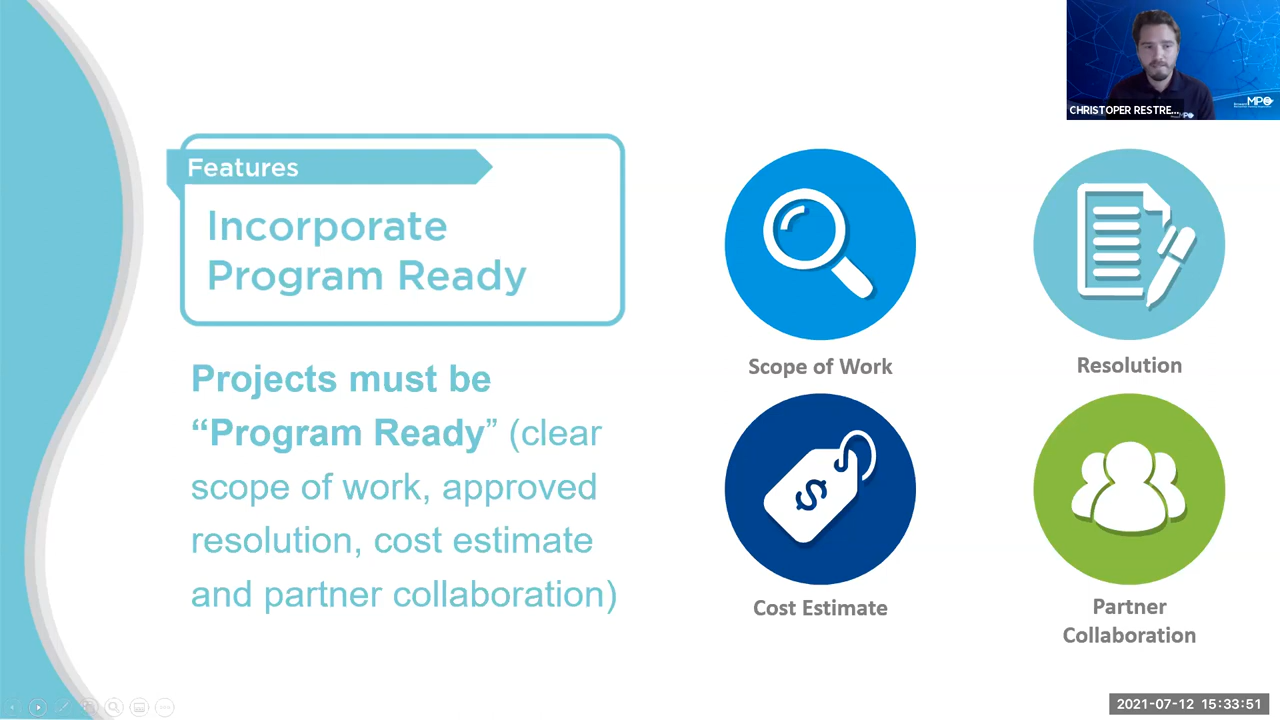 CHRISTOPER RESTRE...
MPO
Features
Incorporate
Program Ready
Projects must be
“Program Ready” (clear
scope of work, approved
resolution, cost estimate
and partner collaboration)
Scope of Work
Resolution
$
Cost Estimate
Partner
Collaboration
2021-07-12 15:33:51